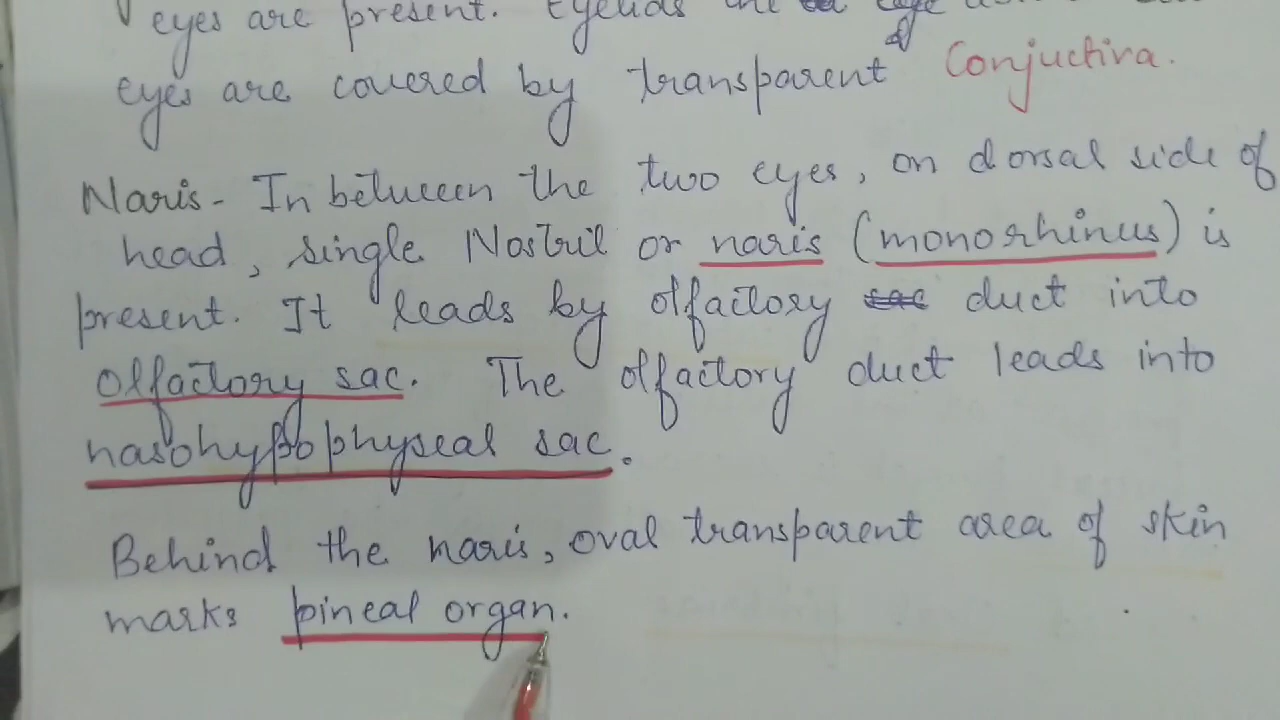 eyes are present. Eyelids
eyes are covered by transparent Conjuctiva.
Naris - In between the two eyes, on dorsal side of
head, single Nostril or naris (monorhinus) is
present. It leads by olfactory sac duct into
olfactory sac. The olfactory duct leads into
nasohypophyseal sac.
Behind the naris, oval transparent area of skin
marks pineal organ.